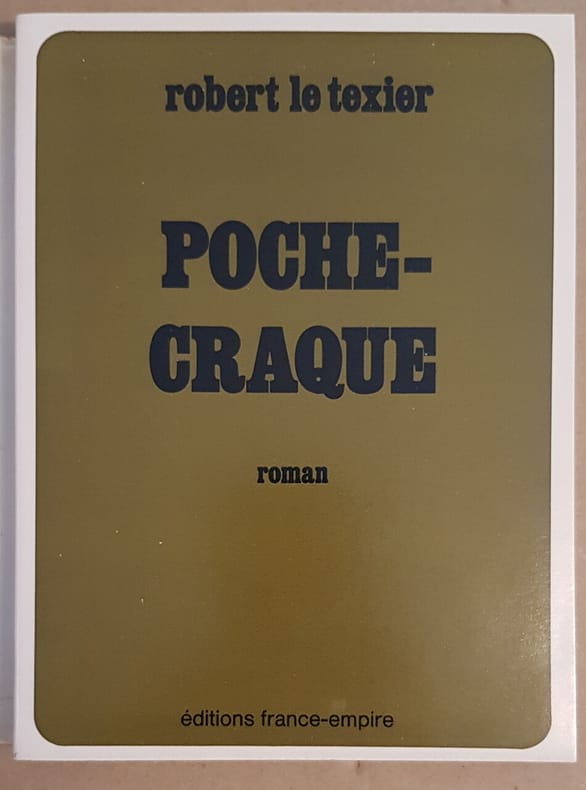 robert le texier
POCHE-
CRAQUE
roman
éditions france-empire